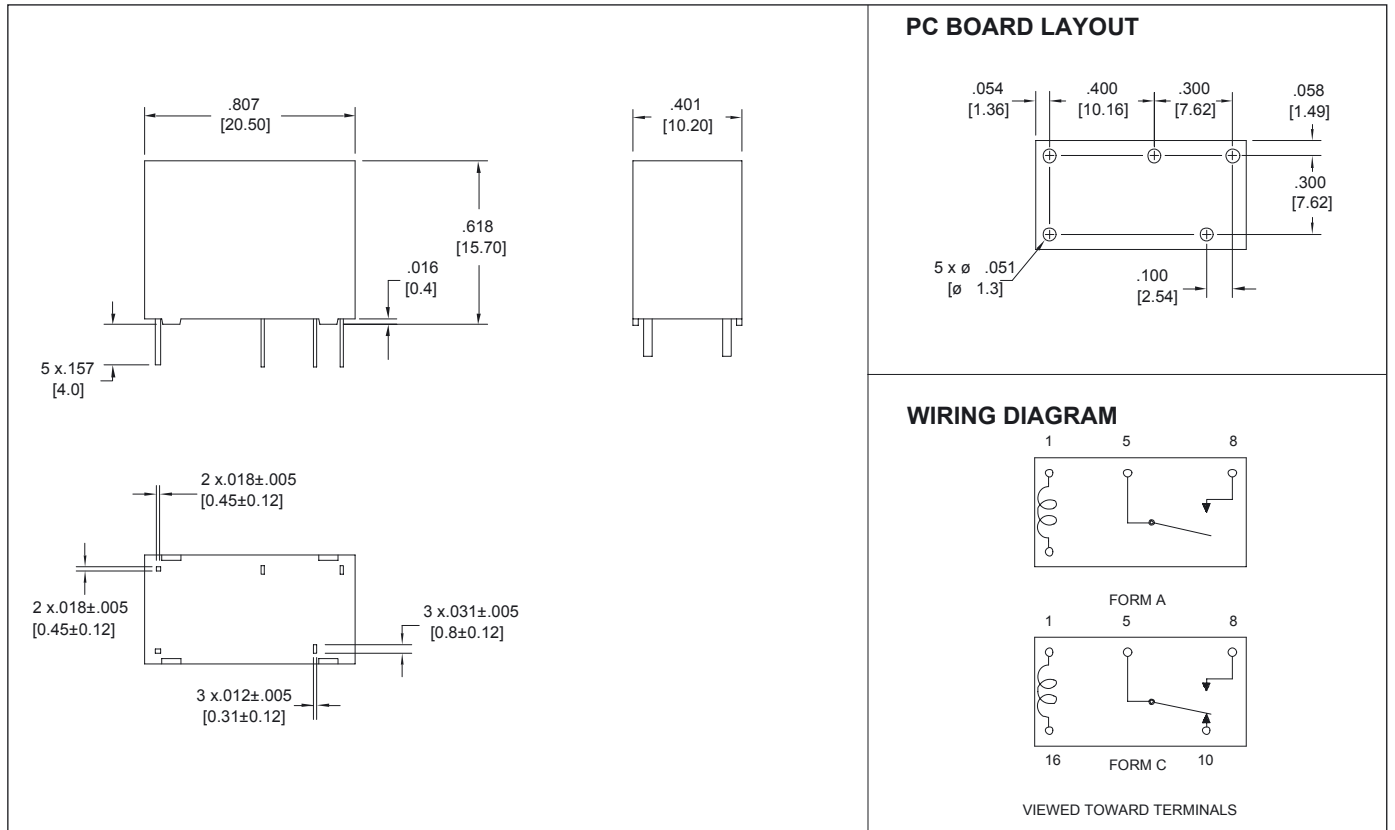 .807
[20.50]
.401
[10.20]
.618
[15.70]
.016
[0.4]
5 x.157
[4.0]
2 x.018±.005
[0.45±0.12]
2 x.018±.005
[0.45±0.12]
3 x.031±.005
[0.8±0.12]
3 x.012±.005
[0.31±0.12]
PC BOARD LAYOUT
.054
[1.36]
.400
[10.16]
.300
[7.62]
.058
[1.49]
.300
[7.62]
5 x ø .051
[ø 1.3]
.100
[2.54]
WIRING DIAGRAM
1 5 8
FORM A
1 5 8
16 FORM C 10
VIEWED TOWARD TERMINALS